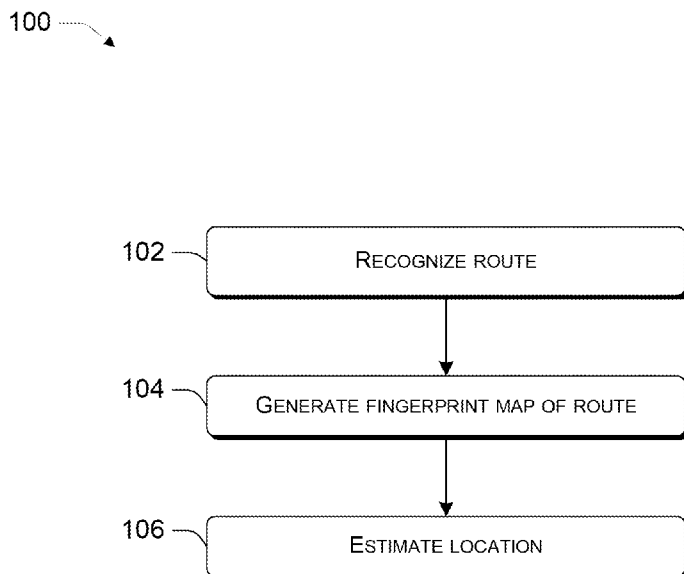 100
102
RECOGNIZE ROUTE
104
GENERATE FINGERPRINT MAP OF ROUTE
106
ESTIMATE LOCATION